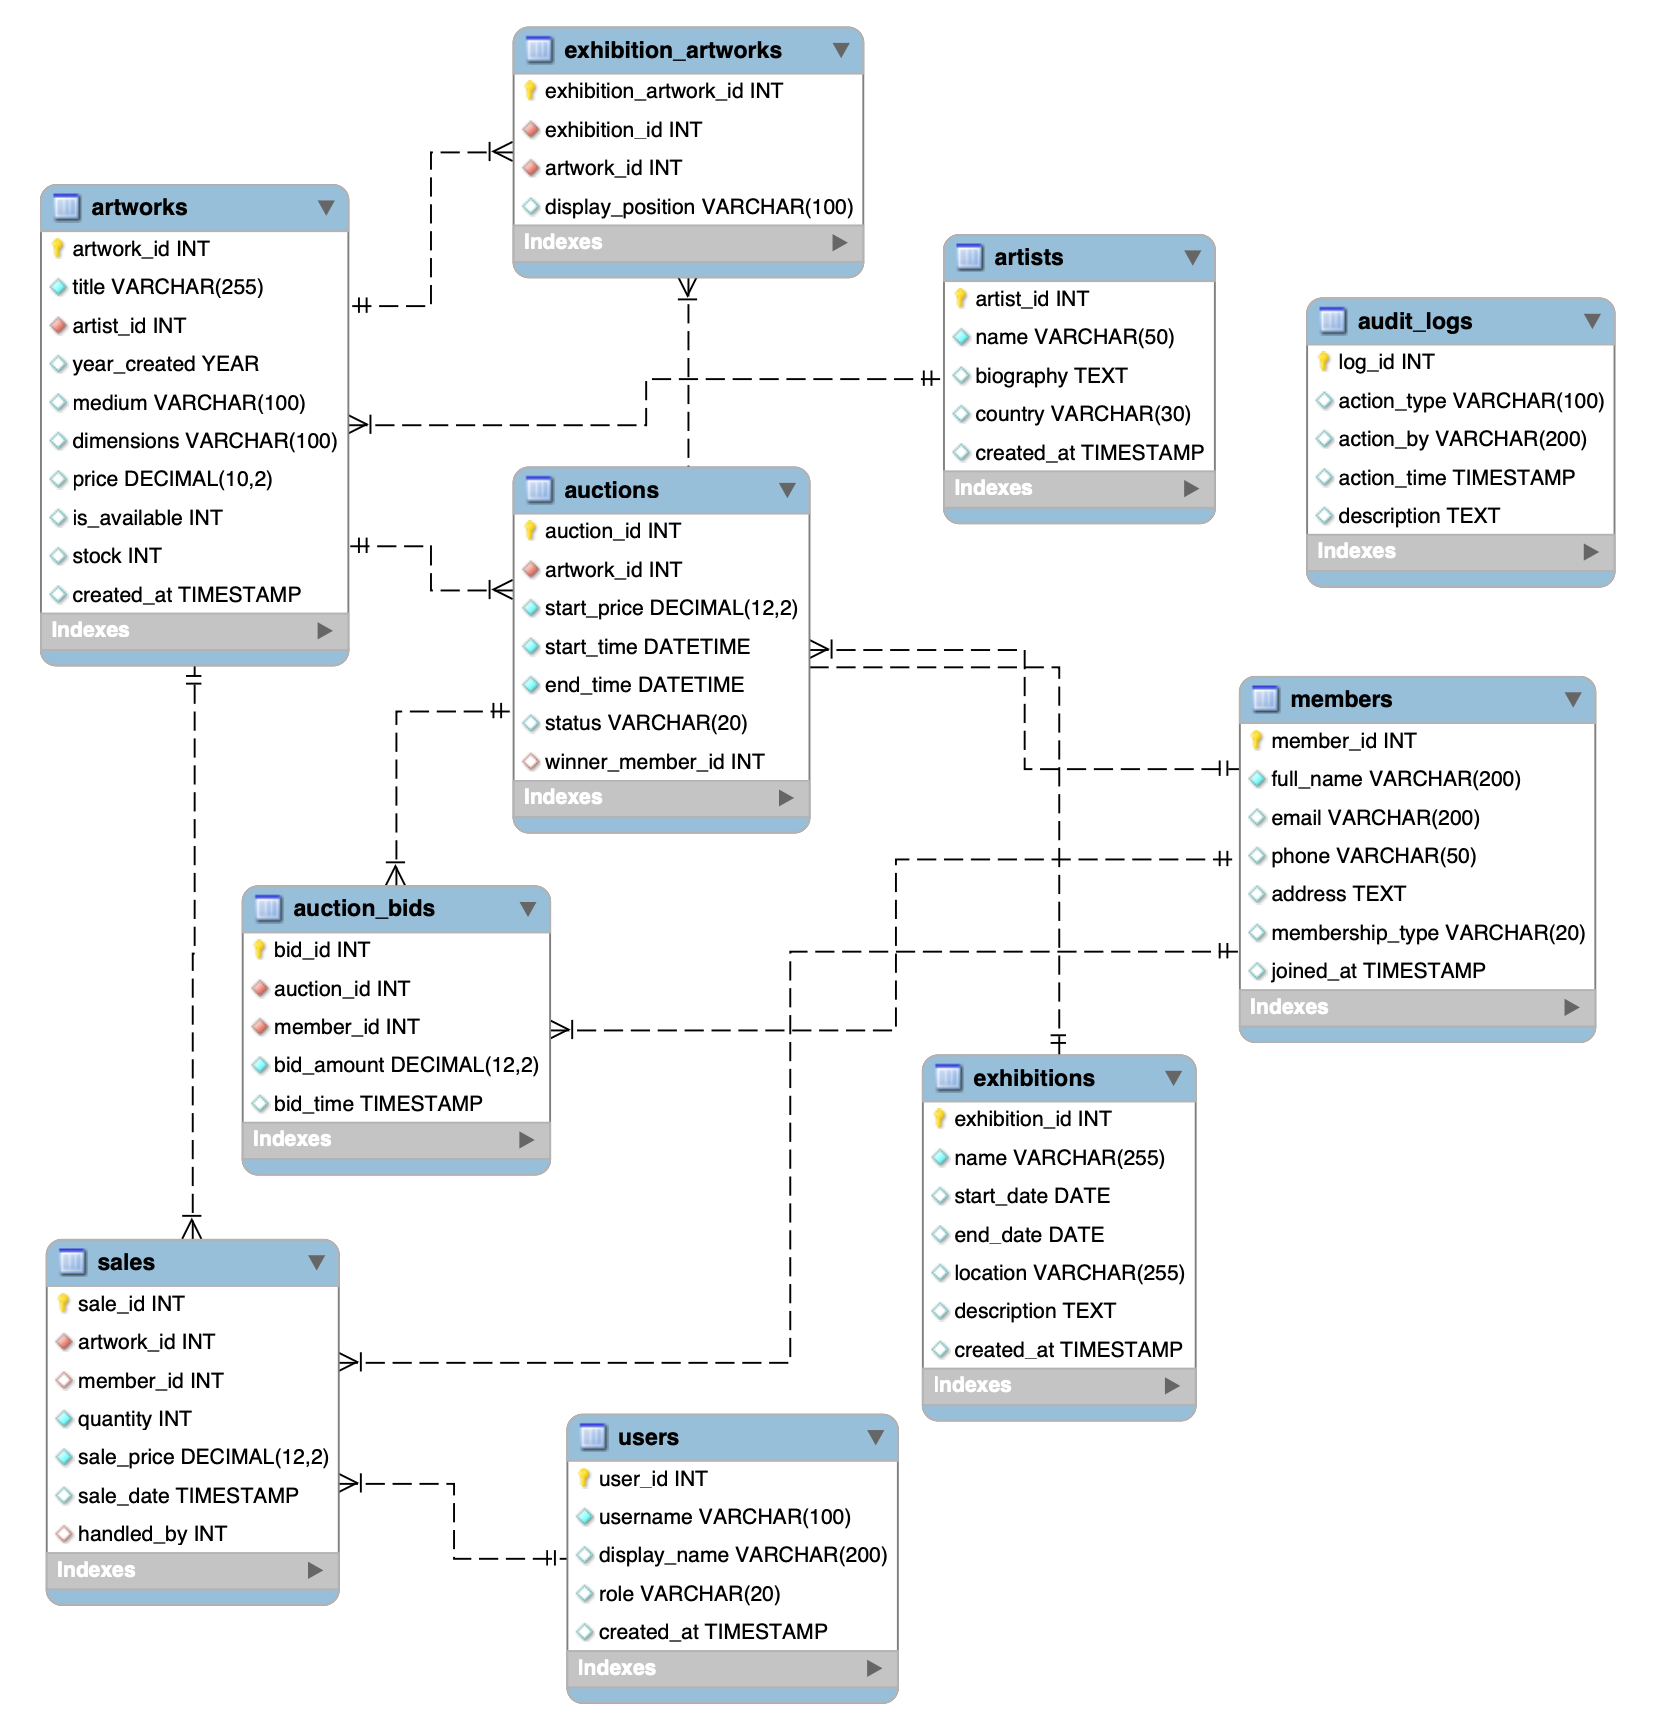 exhibition_artworks
exhibition_artwork_id INT
exhibition_id INT
artwork_id INT
display_position VARCHAR(100)
Indexes
artworks
artwork_id INT
title VARCHAR(255)
artist_id INT
year_created YEAR
medium VARCHAR(100)
dimensions VARCHAR(100)
price DECIMAL(10,2)
is_available INT
stock INT
created_at TIMESTAMP
Indexes
artists
artist_id INT
name VARCHAR(50)
biography TEXT
country VARCHAR(30)
created_at TIMESTAMP
Indexes
audit_logs
log_id INT
action_type VARCHAR(100)
action_by VARCHAR(200)
action_time TIMESTAMP
description TEXT
Indexes
auctions
auction_id INT
artwork_id INT
start_price DECIMAL(12,2)
start_time DATETIME
end_time DATETIME
status VARCHAR(20)
winner_member_id INT
Indexes
members
member_id INT
full_name VARCHAR(200)
email VARCHAR(200)
phone VARCHAR(50)
address TEXT
membership_type VARCHAR(20)
joined_at TIMESTAMP
Indexes
auction_bids
bid_id INT
auction_id INT
member_id INT
bid_amount DECIMAL(12,2)
bid_time TIMESTAMP
Indexes
exhibitions
exhibition_id INT
name VARCHAR(255)
start_date DATE
end_date DATE
location VARCHAR(255)
description TEXT
created_at TIMESTAMP
Indexes
sales
sale_id INT
artwork_id INT
member_id INT
quantity INT
sale_price DECIMAL(12,2)
sale_date TIMESTAMP
handled_by INT
Indexes
users
user_id INT
username VARCHAR(100)
display_name VARCHAR(200)
role VARCHAR(20)
created_at TIMESTAMP
Indexes